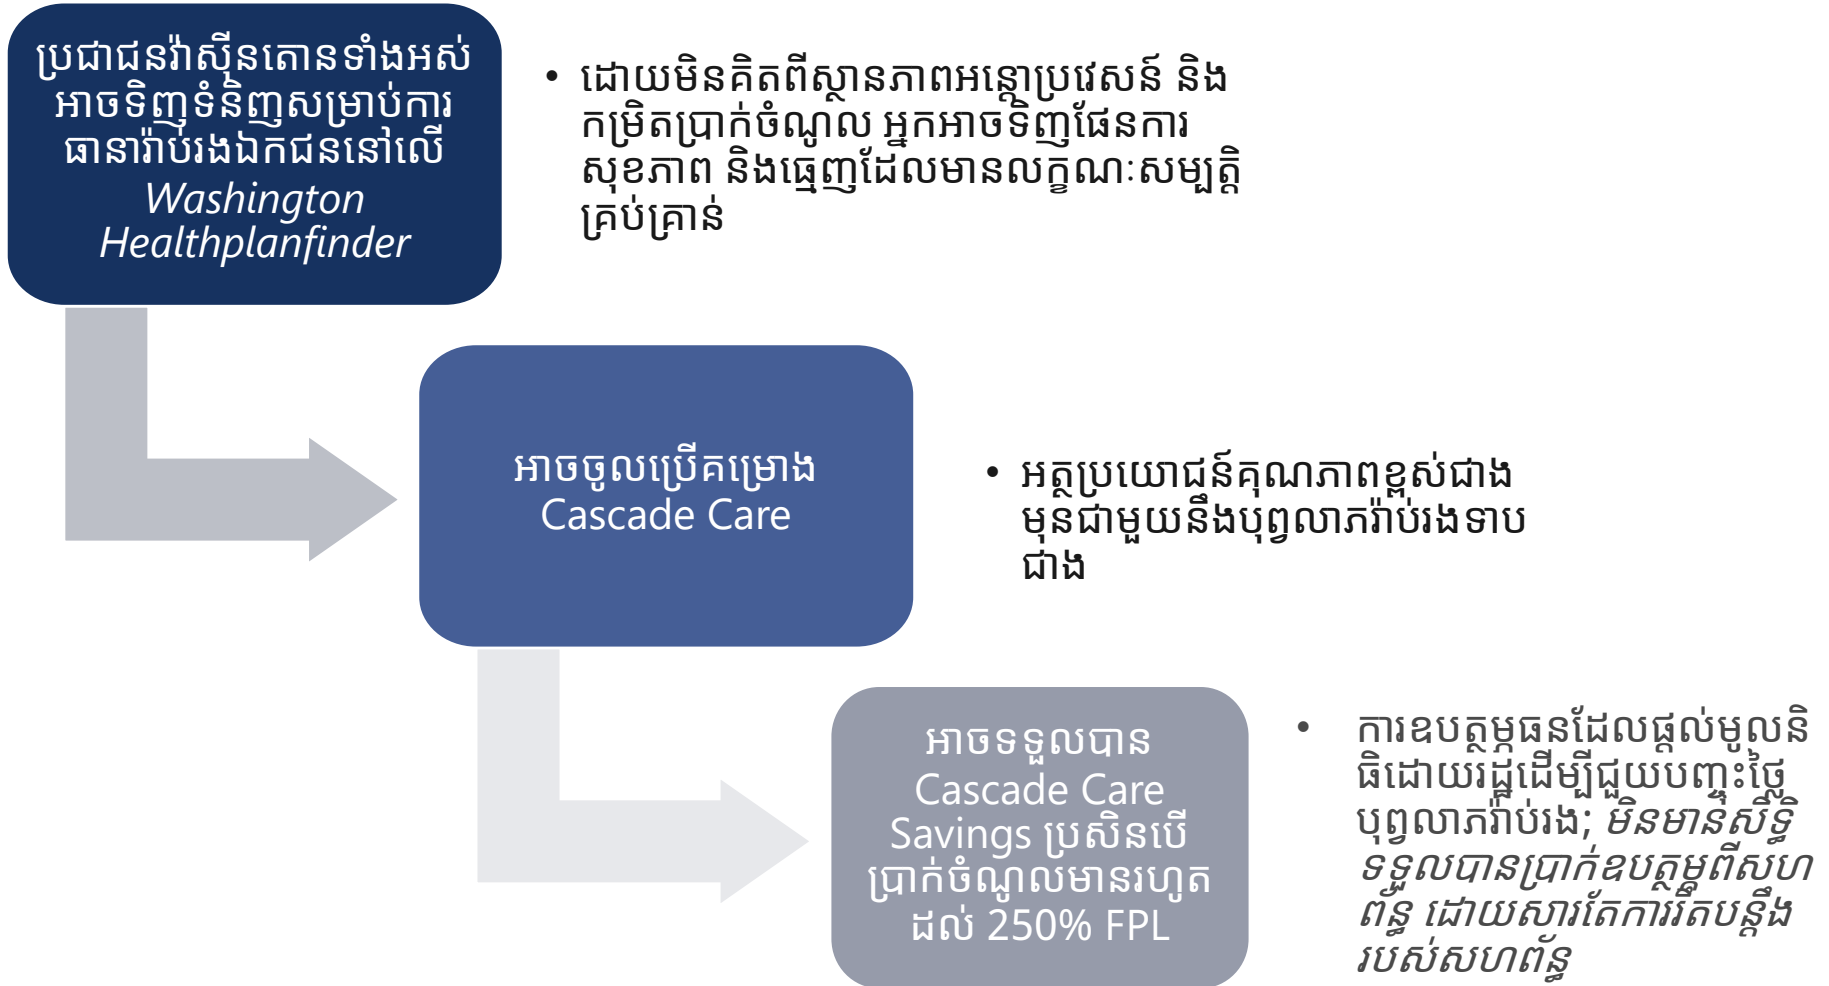 ប្រជាជនវ៉ាស៊ីនតោនទាំងអស់
អាចទិញទំនិញសម្រាប់ការ
ធានារ៉ាប់រងឯកជននៅលើ
Washington
Healthplanfinder
• ដោយមិនគិតពីស្ថានភាពអន្តោប្រវេសន៍ និង
កម្រិតប្រាក់ចំណូល អ្នកអាចទិញផែនការ
សុខភាព និងធ្មេញដែលមានលក្ខណៈសម្បត្តិ
គ្រប់គ្រាន់
អាចចូលប្រើគម្រោង
Cascade Care
• អត្ថប្រយោជន៍គុណភាពខ្ពស់ជាង
មុនជាមួយនឹងបុព្វលាភរ៉ាប់រងទាប
ជាង
អាចទទួលបាន
Cascade Care
Savings ប្រសិនបើ
ប្រាក់ចំណូលមានរហូត
ដល់ 250% FPL
• ការឧបត្ថម្ភធនដែលផ្តល់មូលនិ
ធិដោយរដ្ឋដើម្បីជួយបញ្ចុះថ្លៃ
បុព្វលាភរ៉ាប់រង; មិនមានសិទ្ធិ
ទទួលបានប្រាក់ឧបត្ថម្ភពីសហ
ព័ន្ធ ដោយសារតែការរឹតបន្តឹង
របស់សហព័ន្ធ